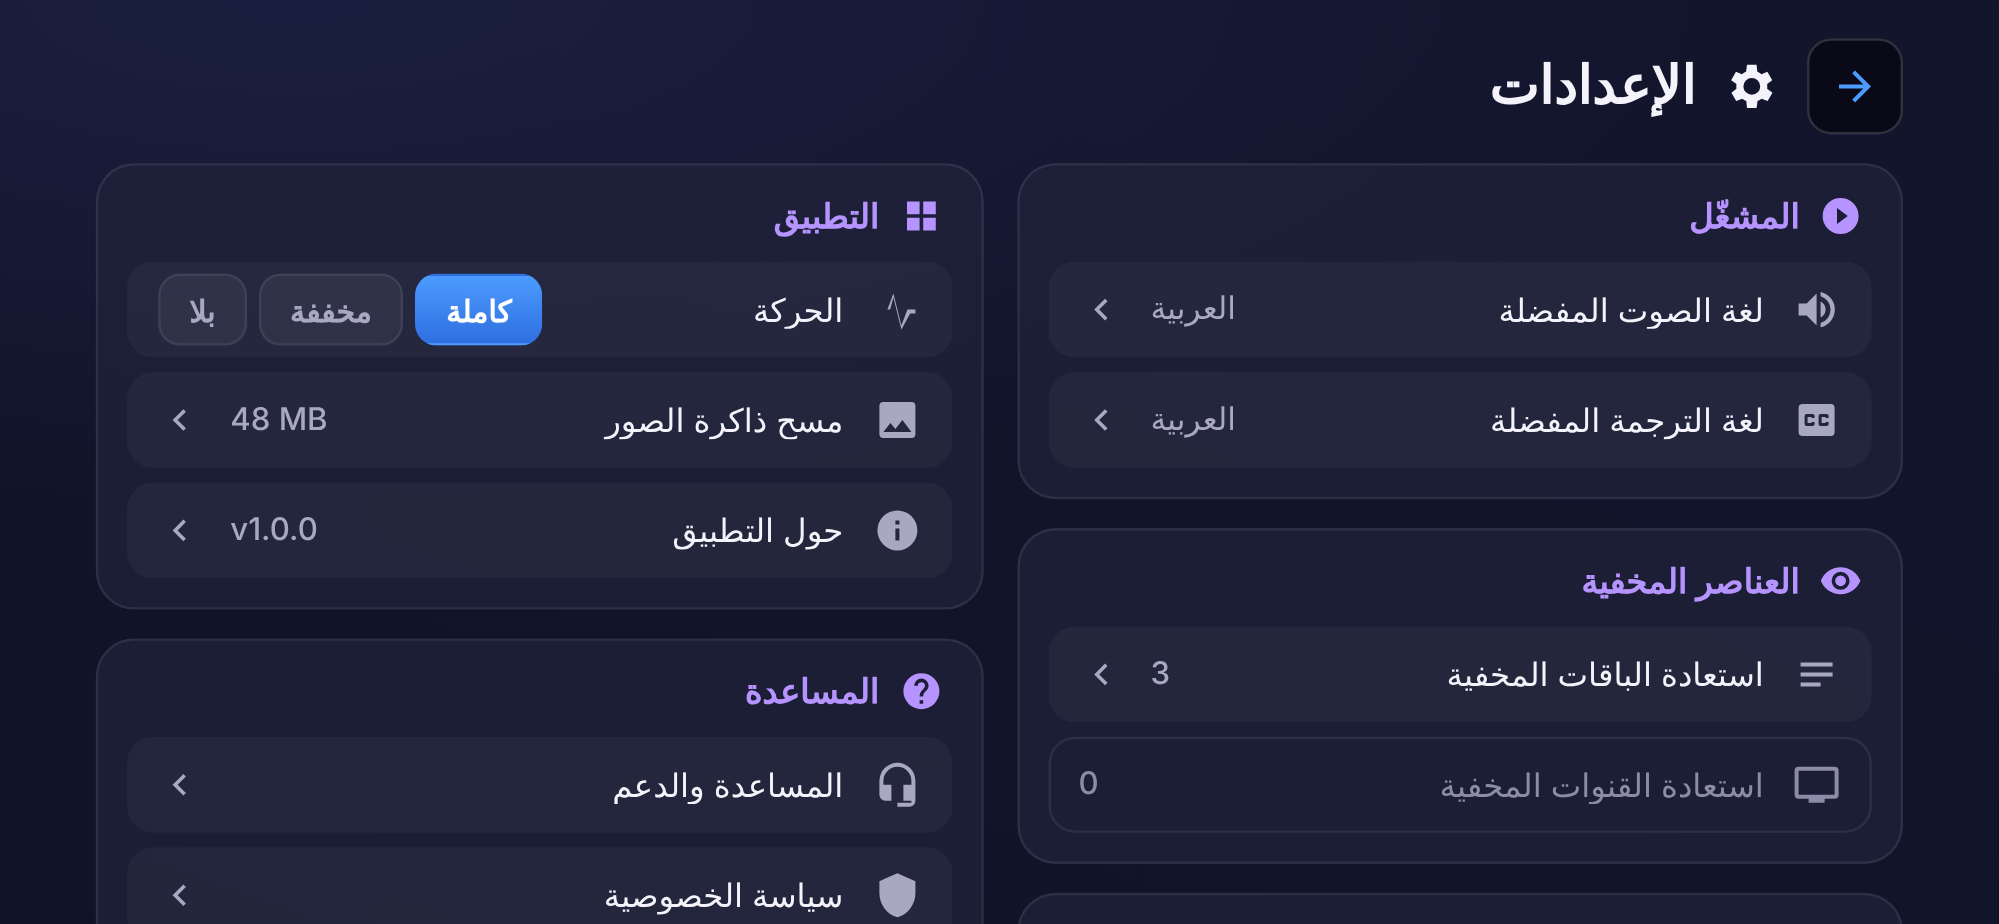 الإعدادات
المشغّل
لغة الصوت المفضلة العربية
لغة الترجمة المفضلة العربية
العناصر المخفية
استعادة الباقات المخفية 3
استعادة القنوات المخفية 0
التطبيق
الحركة كاملة مخففة بلا
مسح ذاكرة الصور 48 MB
حول التطبيق v1.0.0
المساعدة
المساعدة والدعم
سياسة الخصوصية